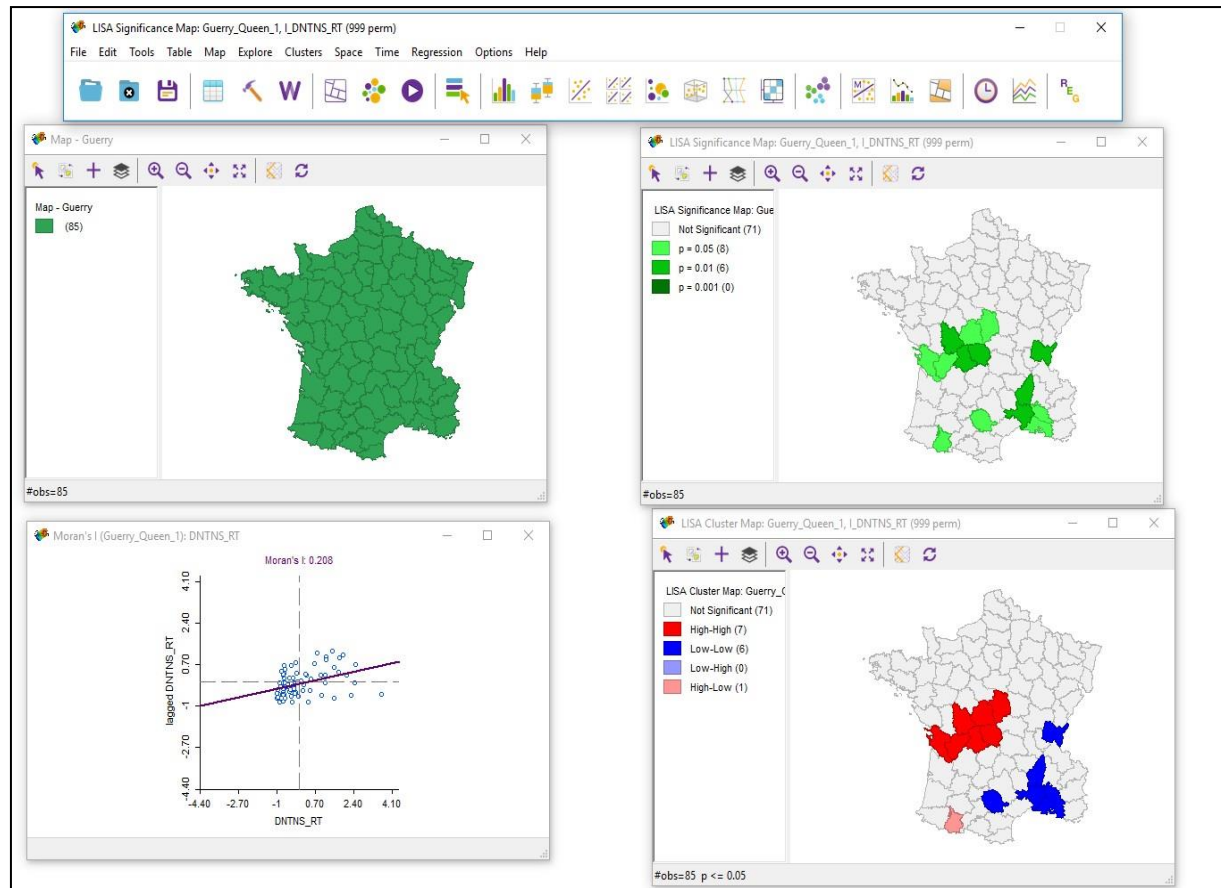 LISA Significance Map: Guerry_Queen_1, I_DNTNS_RT (999 perm)
File Edit Tools Table Map Explore Clusters Space Time Regression Options Help
W
M
REG
Map - Guerry
Map - Guerry
(85)
#obs=85
LISA Significance Map: Guerry_Queen_1, I_DNTNS_RT (999 perm)
LISA Significance Map: Gue
Not Significant (71)
p = 0.05 (8)
p = 0.01 (6)
p = 0.001 (0)
#obs=85
Moran's I (Guerry_Queen_1): DNTNS_RT
Moran's I: 0.208
lagged DNTNS_RT
4.10
2.40
0.70
-1
-2.70
-4.40
-4.40 -2.70 -1 0.70 2.40 4.10
DNTNS_RT
LISA Cluster Map: Guerry_Queen_1, I_DNTNS_RT (999 perm)
LISA Cluster Map: Guerry_
Not Significant (71)
High-High (7)
Low-Low (6)
Low-High (0)
High-Low (1)
#obs=85 p <= 0.05